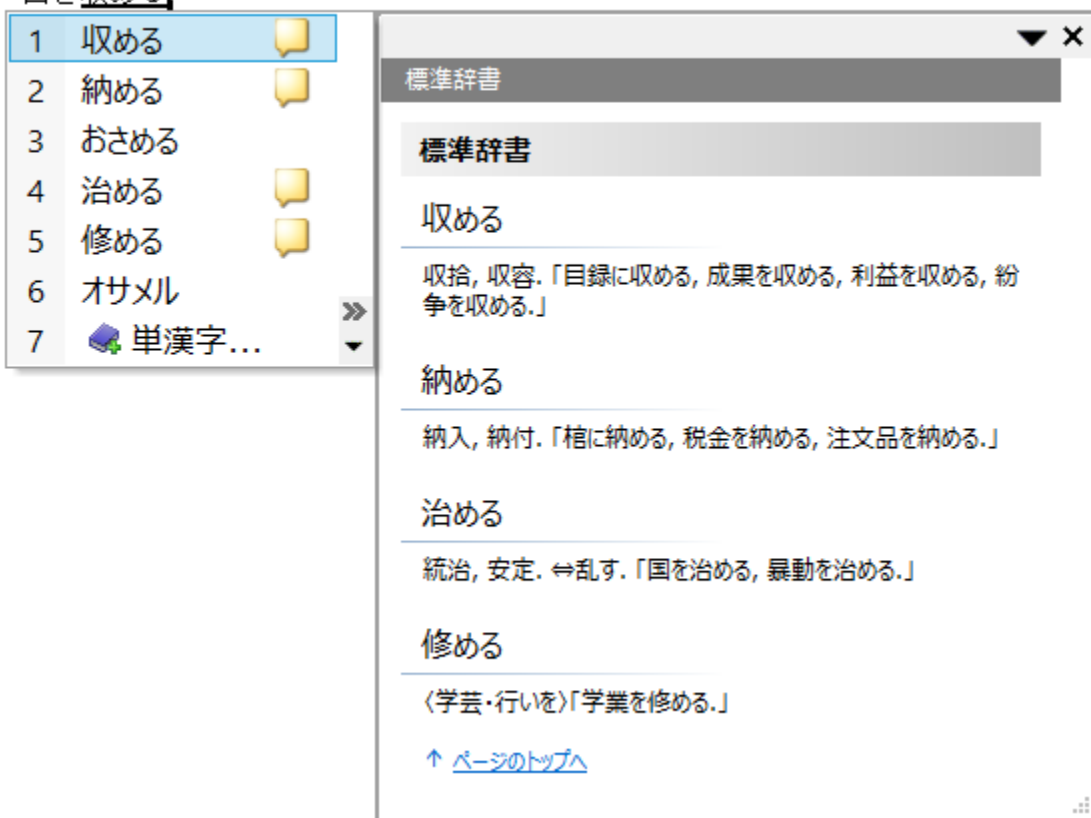 収める
1 収める
2 納める
3 おさめる
4 治める
5 修める
6 オサメル
7 単漢字...
標準辞書
標準辞書
収める
収拾, 収容. 「目録に収める, 成果を収める, 利益を収める, 紛
争を収める.」
納める
納入, 納付. 「棺に納める, 税金を納める, 注文品を納める.」
治める
統治, 安定. ⇔乱す. 「国を治める, 暴動を治める.」
修める
〈学芸・行いを〉「学業を修める.」
↑ ページのトップへ